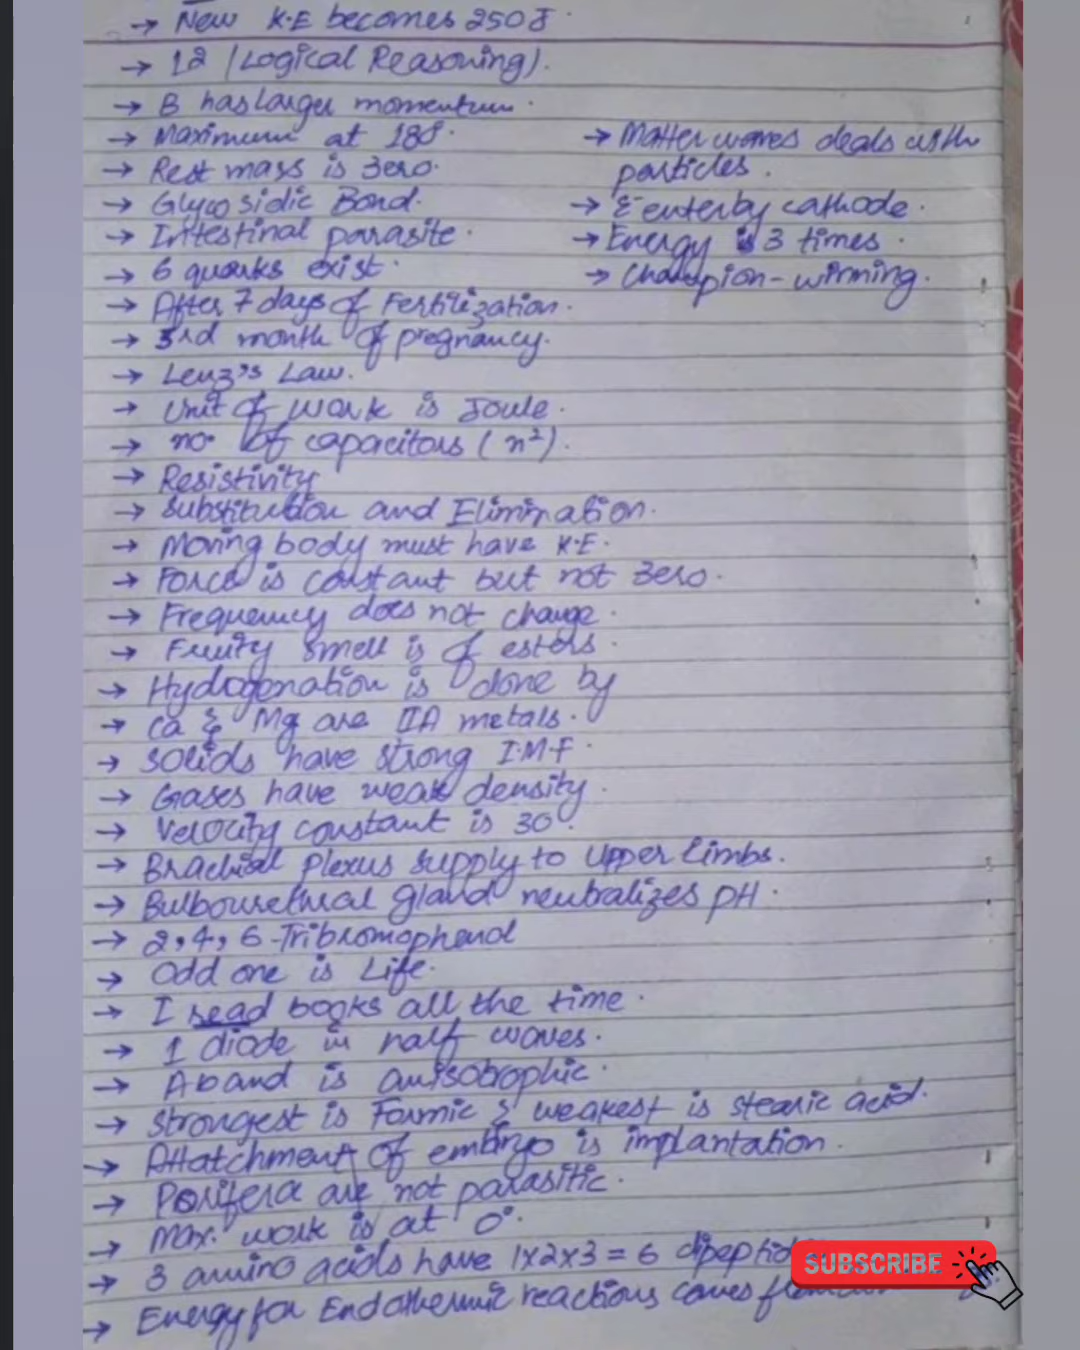 → New K.E becomes 250J.
→ 12 (Logical Reasoning).
→ B has larger momentum.
→ Maximum at 180.
→ Rest mass is zero.
→ Glycosidic Bond.
→ Intestinal parasite.
→ 6 quarks exist.
→ Matter waves deals with
particles.
→ E enter by cathode.
→ Energy is 3 times.
→ Champion-winning.
→ After 7 days of Fertilization.
→ 3rd month of pregnancy.
→ Lenz's Law.
→ Unit of work is Joule.
→ no. of capacitors (n²).
→ Resistivity
→ Substitution and Elimination.
→ Moving body must have K.E.
→ Force is constant but not zero.
→ Frequency does not change.
→ Fruity smell is of esters.
→ Hydrogenation is done by
→ Ca & Mg are IIA metals.
→ Solids have strong I.M.F.
→ Gases have weak density.
→ Velocity constant is 30.
→ Brachial plexus supply to upper limbs.
→ Bulbourethral gland neutralizes pH.
→ 2,4,6-Tribromophenol
→ Odd one is Life.
→ I read books all the time.
→ 1 diode in half waves.
→ A band is anisotrophic.
→ Strongest is Formic & weakest is stearic acid.
→ Attatchment of embryo is implantation.
→ Porifera are not parasitic.
→ Max. work is at 0°.
→ 3 amino acids have 1x2x3 = 6
→ Energy for Endothermic reactions comes
SUBSCRIBE